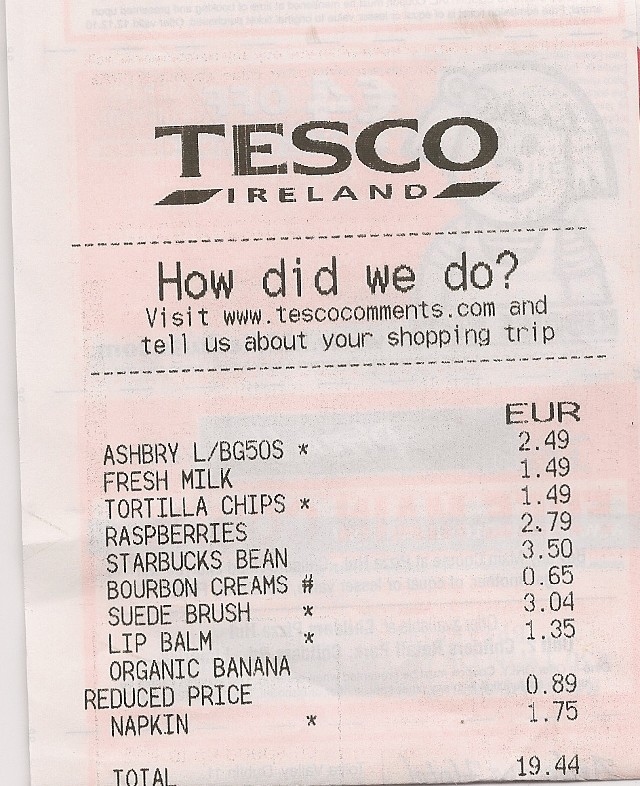 TESCO
IRELAND
How did we do?
Visit www.tescocomments.com and
tell us about your shopping trip
EUR
ASHBRY L/BG50S * 2.49
FRESH MILK 1.49
TORTILLA CHIPS * 1.49
RASPBERRIES 2.79
STARBUCKS BEAN 3.50
BOURBON CREAMS # 0.65
SUEDE BRUSH * 3.04
LIP BALM * 1.35
ORGANIC BANANA
REDUCED PRICE 0.89
NAPKIN * 1.75
TOTAL 19.44